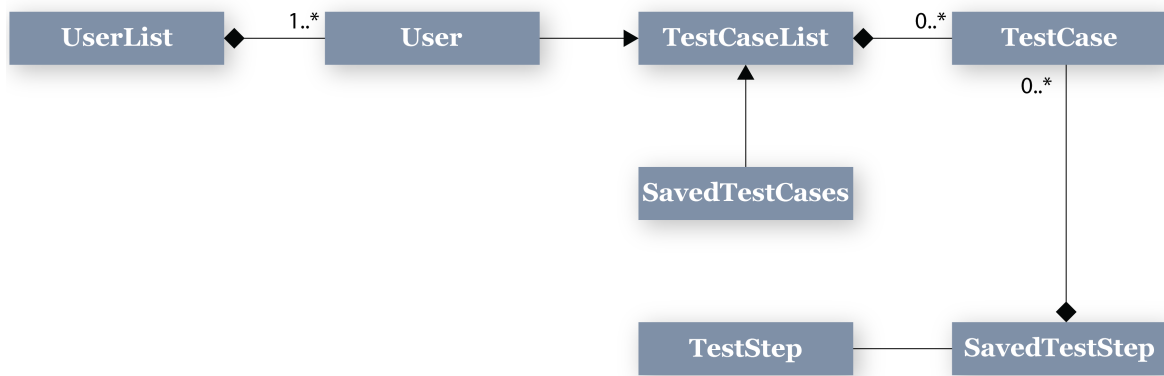 UserList
1..*
User
TestCaseList
0..*
TestCase
0..*
SavedTestCases
TestStep
SavedTestStep